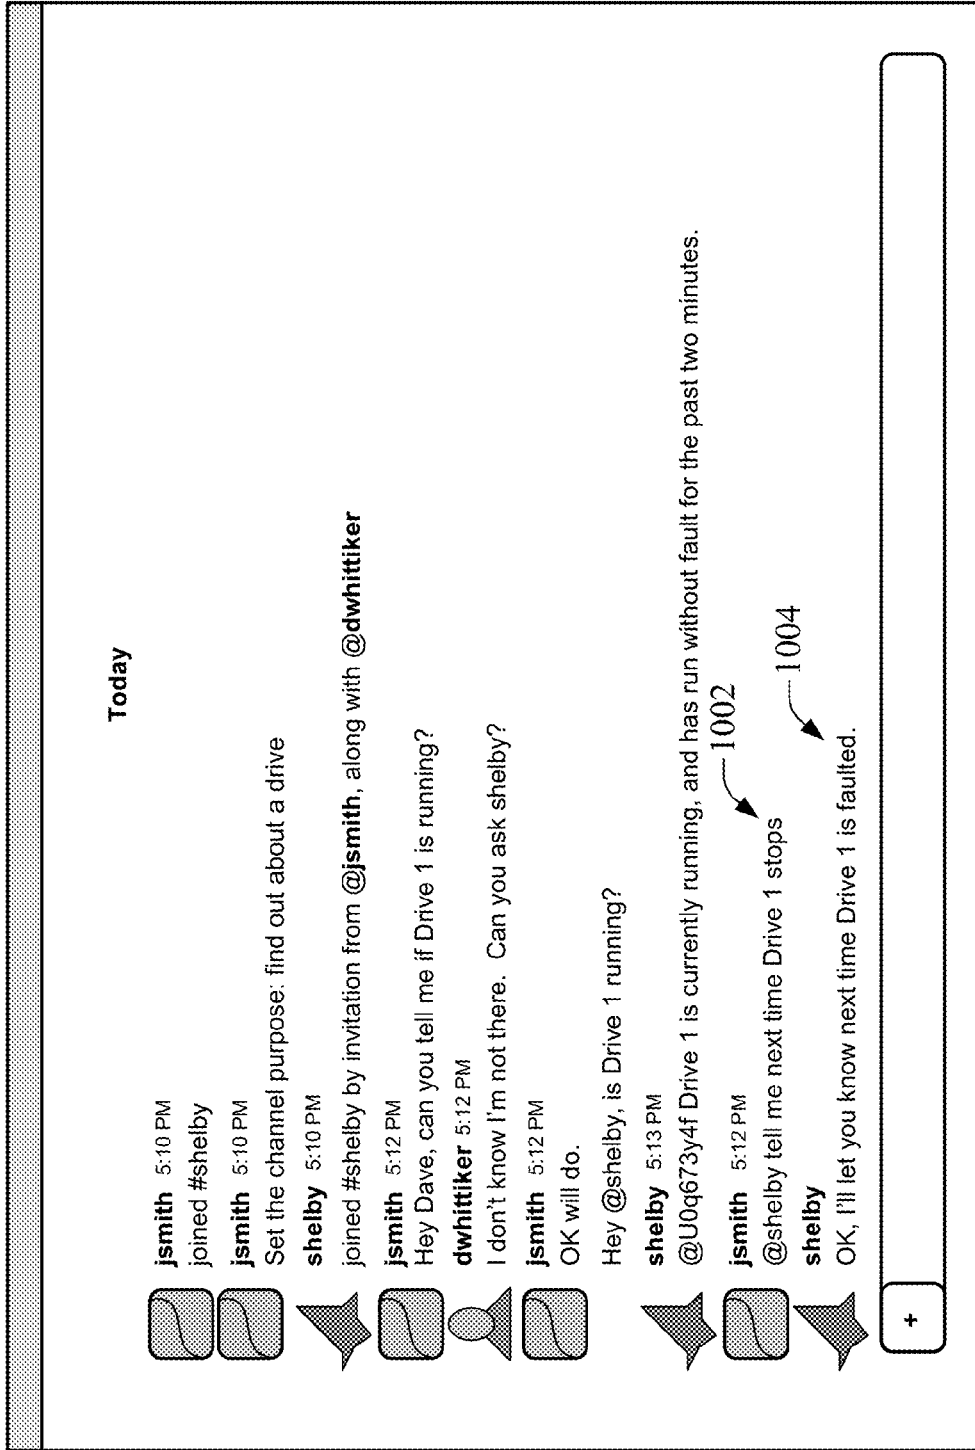 Today
jsmith 5:10 PM
joined #shelby
jsmith 5:10 PM
Set the channel purpose: find out about a drive
shelby 5:10 PM
joined #shelby by invitation from @jsmith, along with @dwhittiker
jsmith 5:12 PM
Hey Dave, can you tell me if Drive 1 is running?
dwhittiker 5:12 PM
I don't know I'm not there. Can you ask shelby?
jsmith 5:12 PM
OK will do.
Hey @shelby, is Drive 1 running?
shelby 5:13 PM
@U0q673y4f Drive 1 is currently running, and has run without fault for the past two minutes.
jsmith 5:12 PM
1002
@shelby tell me next time Drive 1 stops
shelby
1004
OK, I'll let you know next time Drive 1 is faulted.
+